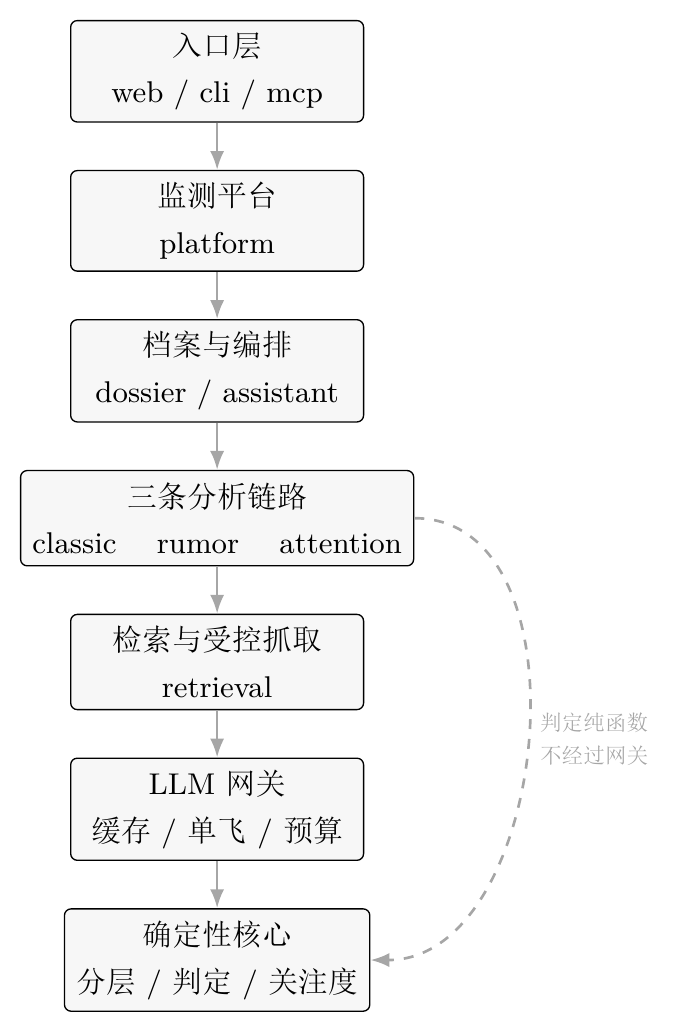 入口层
web / cli / mcp
监测平台
platform
档案与编排
dossier / assistant
三条分析链路
classic rumor attention
检索与受控抓取
retrieval
判定纯函数
不经过网关
LLM 网关
缓存 / 单飞 / 预算
确定性核心
分层 / 判定 / 关注度